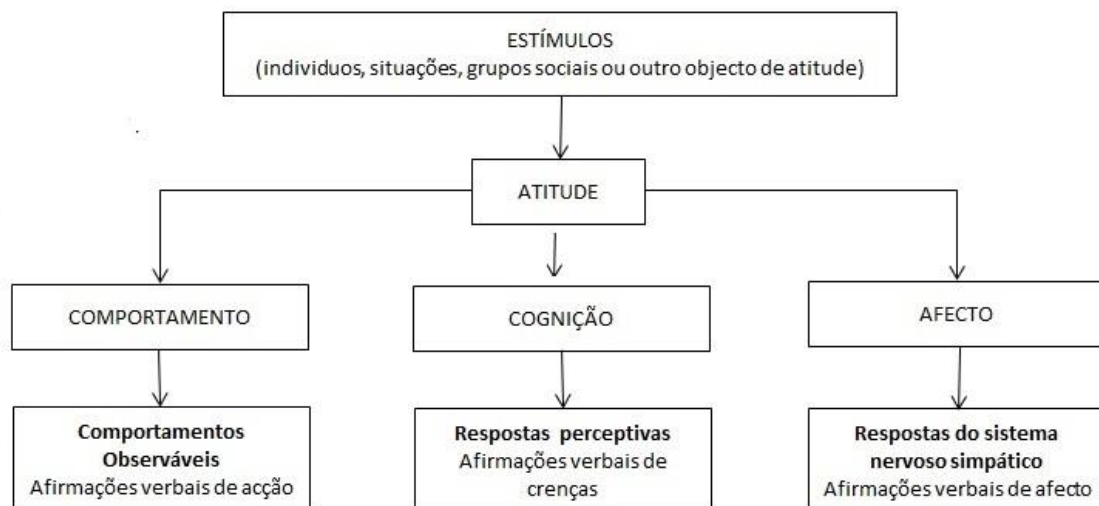 ESTÍMULOS
(individuos, situações, grupos sociais ou outro objecto de atitude)
ATITUDE
COMPORTAMENTO
COGNIÇÃO
AFECTO
Comportamentos
Observáveis
Afirmações verbais de acção
Respostas perceptivas
Afirmações verbais de
crenças
Respostas do sistema
nervoso simpático
Afirmações verbais de afecto